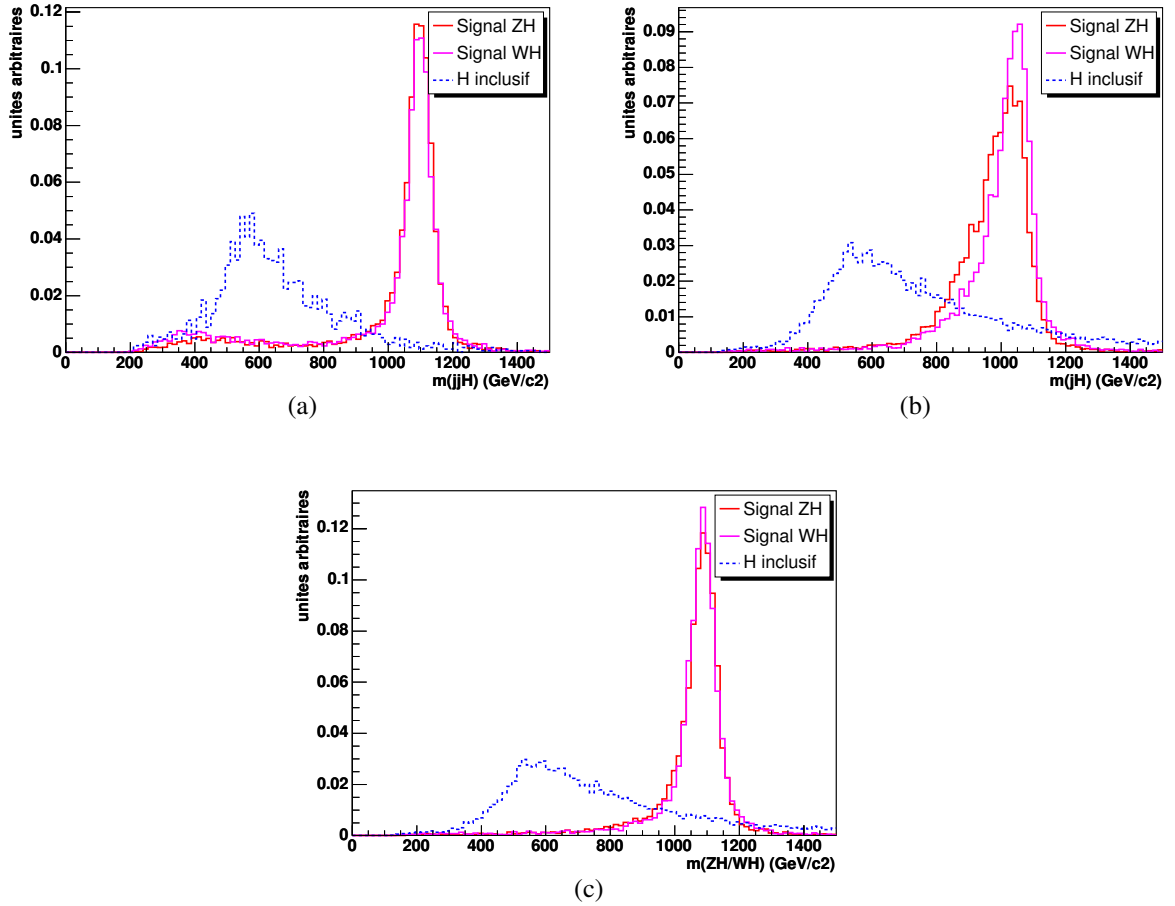 unites arbitraires
0.12
0.1
0.08
0.06
0.04
0.02
0
0 200 400 600 800 1000 1200 1400
m(jjH) (GeV/c2)
Signal ZH
Signal WH
H inclusif
(a)
unites arbitraires
0.09
0.08
0.07
0.06
0.05
0.04
0.03
0.02
0.01
0
0 200 400 600 800 1000 1200 1400
m(jH) (GeV/c2)
Signal ZH
Signal WH
H inclusif
(b)
unites arbitraires
0.12
0.1
0.08
0.06
0.04
0.02
0
0 200 400 600 800 1000 1200 1400
m(ZH/WH) (GeV/c2)
Signal ZH
Signal WH
H inclusif
(c)